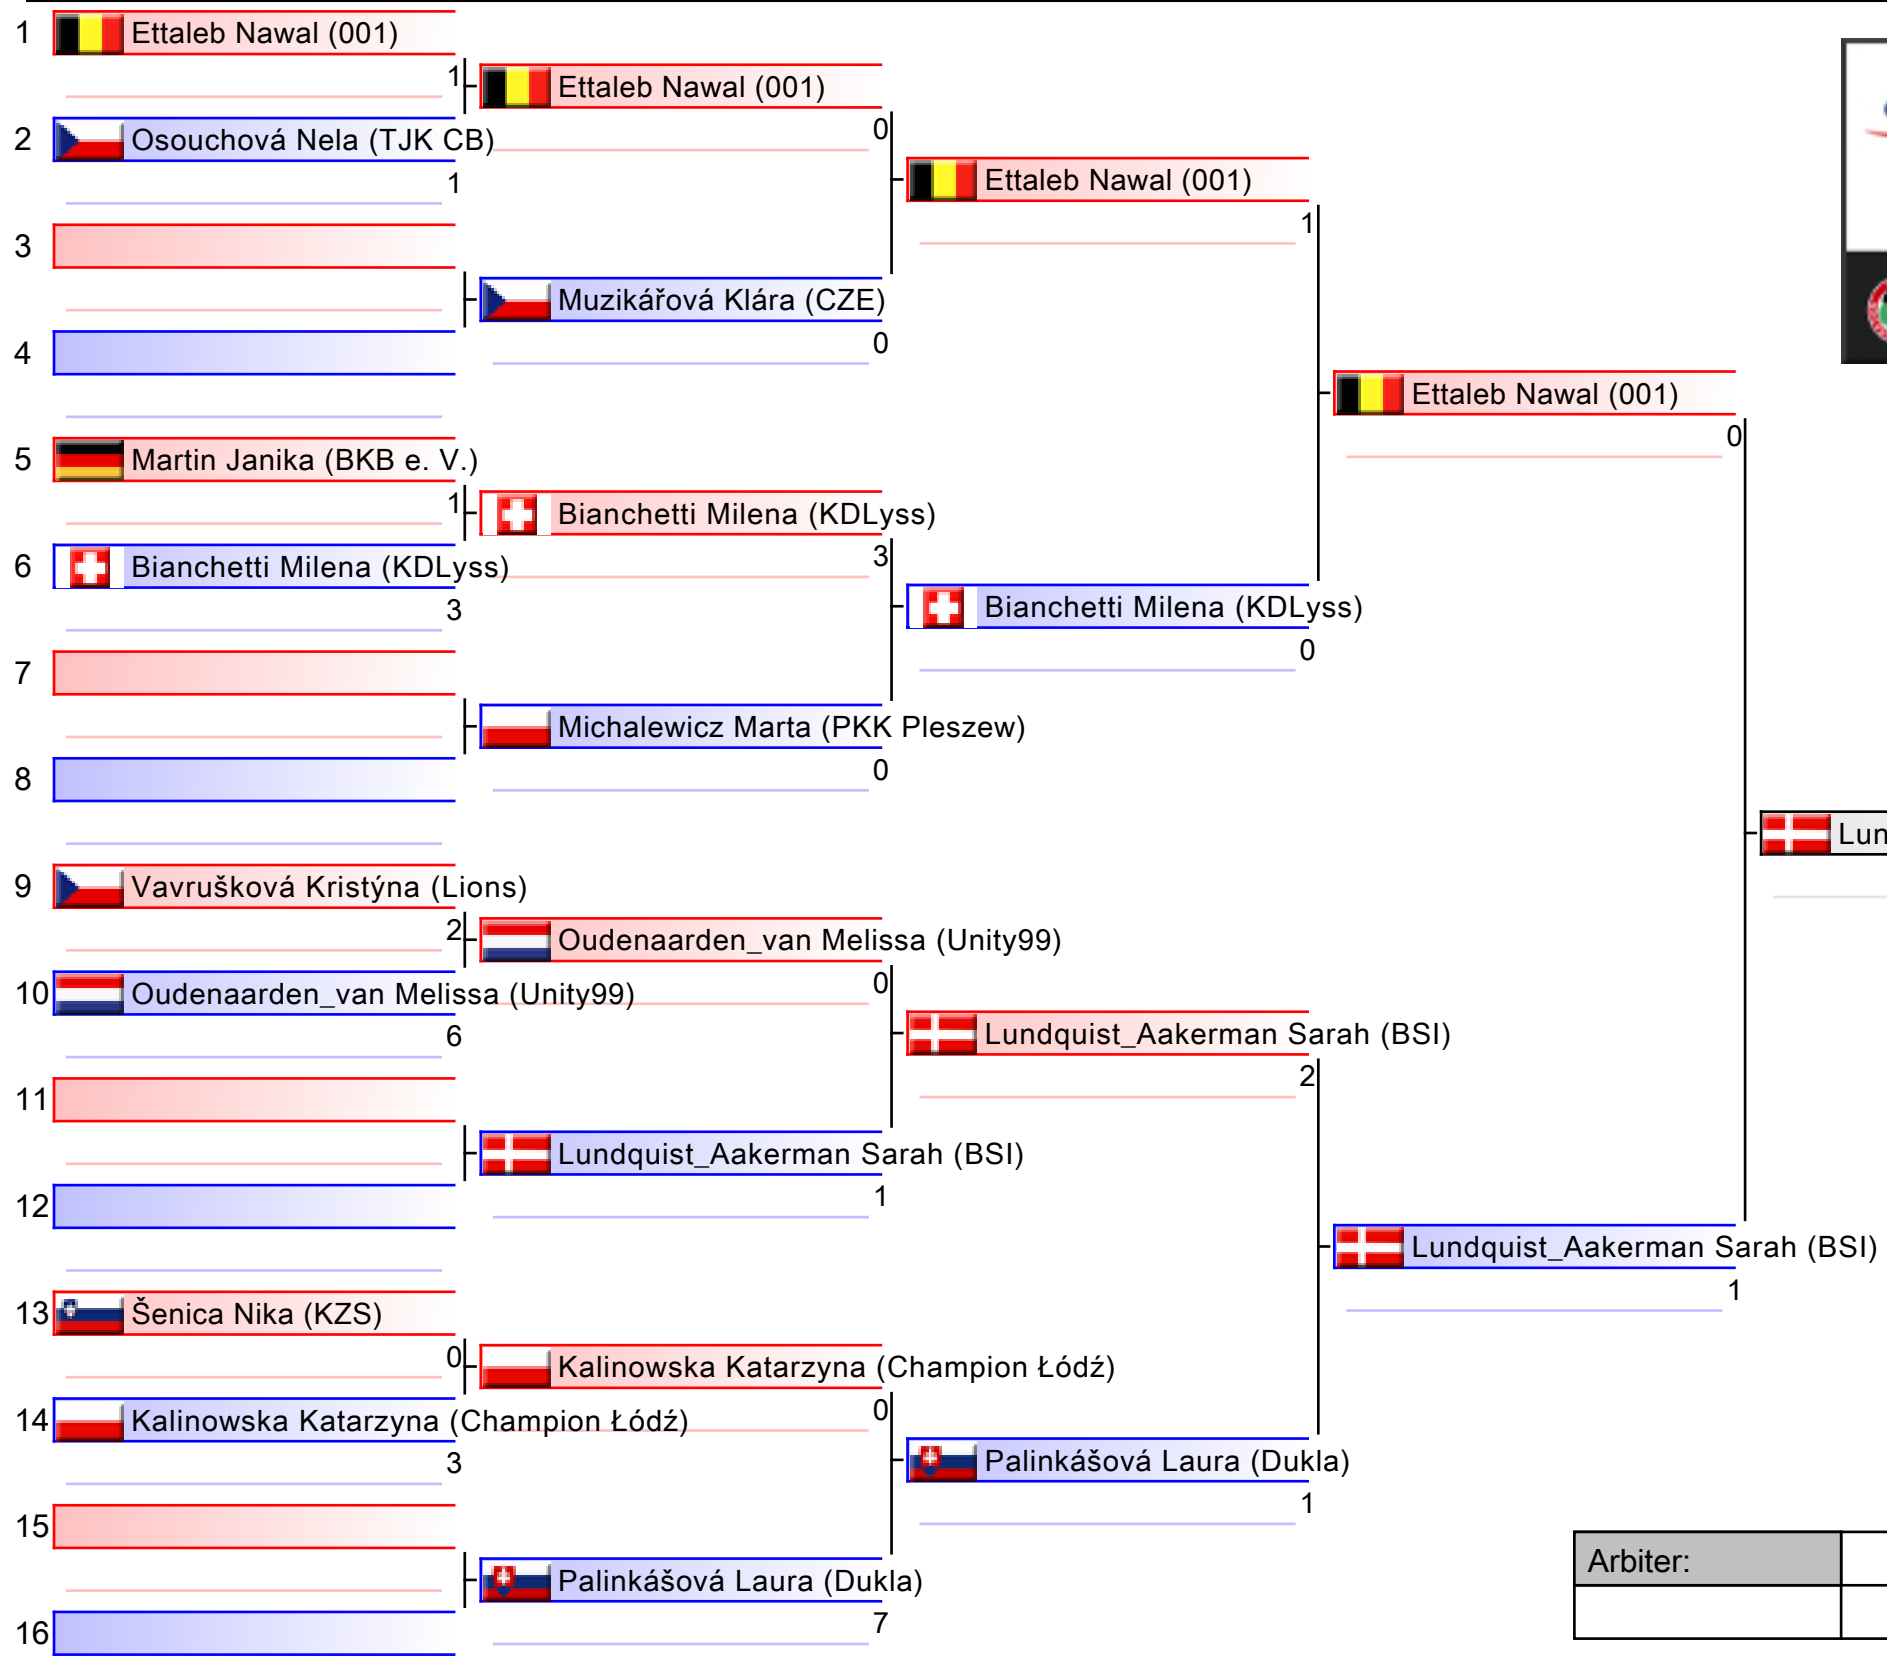 1 Ettaleb Nawal (001)
1
2 Osouchová Nela (TJK CB)
1
3
4
5 Martin Janika (BKB e. V.)
1
6 Bianchetti Milena (KDLyss)
3
7
8
9 Vavrušková Kristýna (Lions)
2
10 Oudenaarden_van Melissa (Unity99)
6
11
12
13 Šenica Nika (KZS)
0
14 Kalinowska Katarzyna (Champion Łódź)
3
15
16
Ettaleb Nawal (001)
0
Muzikářová Klára (CZE)
0
Bianchetti Milena (KDLyss)
3
Michalewicz Marta (PKK Pleszew)
0
Oudenaarden_van Melissa (Unity99)
0
Lundquist_Aakerman Sarah (BSI)
1
Kalinowska Katarzyna (Champion Łódź)
0
Palinkášová Laura (Dukla)
7
Ettaleb Nawal (001)
1
Bianchetti Milena (KDLyss)
0
Lundquist_Aakerman Sarah (BSI)
2
Palinkášová Laura (Dukla)
1
Ettaleb Nawal (001)
0
Lundquist_Aakerman Sarah (BSI)
1
Lun
Arbiter: